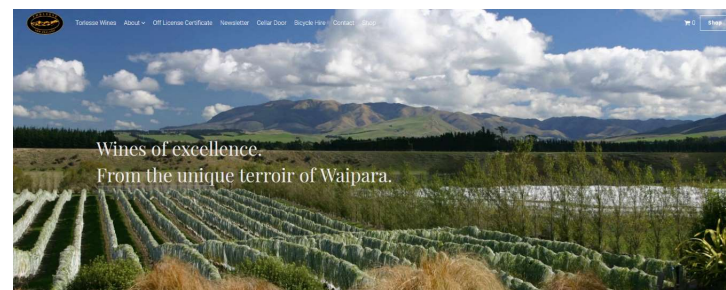 Torlesse Wines About Off License Certificate Newsletter Cellar Door Bicycle Hire Contact Shop
0 Shop
Wines of excellence.
From the unique terroir of Waipara.